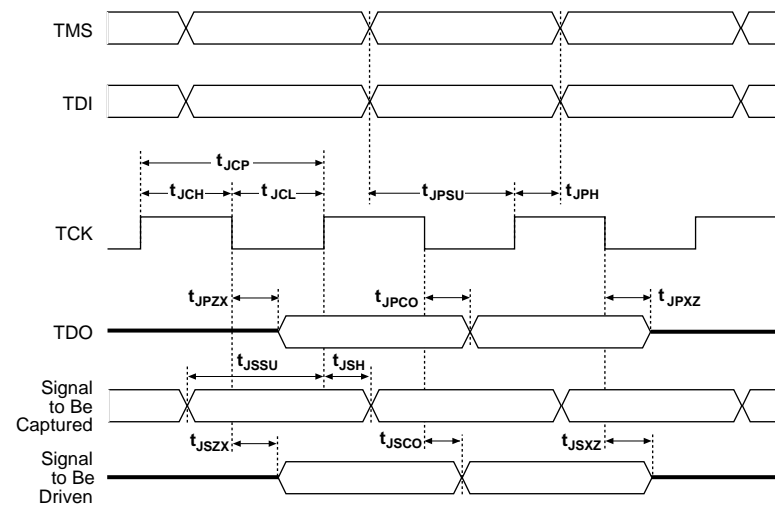 TMS
TDI
tJCP
tJCH
tJCL
tJPSU
tJPH
TCK
tJPZX
tJPCO
tJPXZ
TDO
tJSSU
tJSH
Signal
to Be
Captured
tJSZX
tJSCO
tJSXZ
Signal
to Be
Driven